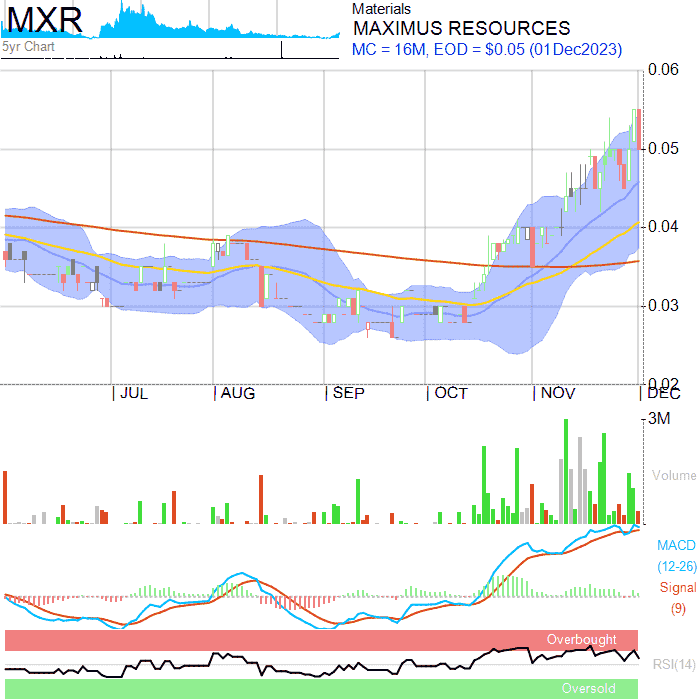 MXR
5yr Chart
Materials
MAXIMUS RESOURCES
MC = 16M, EOD = $0.05 (01Dec2023)
0.06
0.05
0.04
0.03
0.02
JUL
AUG
SEP
OCT
NOV
DEC
3M
Volume
MACD
(12-26)
Signal
(9)
Overbought
RSI(14)
Oversold